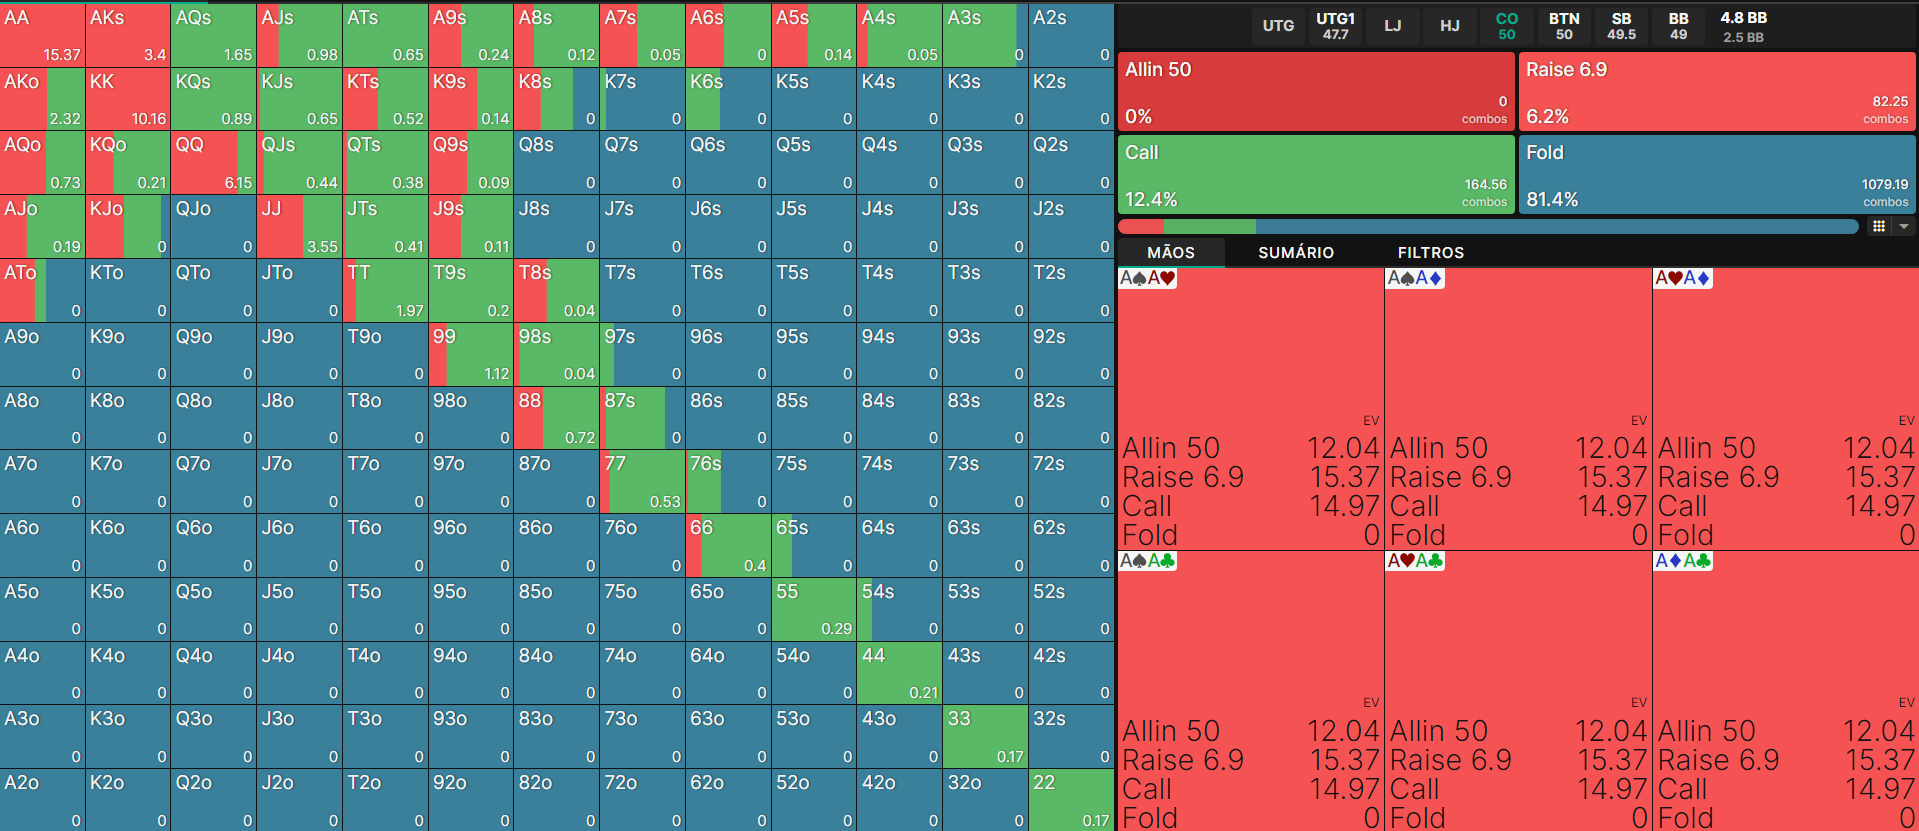 AA AKs AQs AJs ATs A9s A8s A7s A6s A5s A4s A3s A2s
15.37 3.4 1.65 0.98 0.65 0.24 0.12 0.05 0 0.14 0.05 0 0
AKo KK KQs KJs KTs K9s K8s K7s K6s K5s K4s K3s K2s
2.32 10.16 0.89 0.65 0.52 0.14 0 0 0 0 0 0 0
AQo KQo QQ QJs QTs Q9s Q8s Q7s Q6s Q5s Q4s Q3s Q2s
0.73 0.21 6.15 0.44 0.38 0.09 0 0 0 0 0 0 0
AJo KJo QJo JJ JTs J9s J8s J7s J6s J5s J4s J3s J2s
0.19 0 0 3.55 0.41 0.11 0 0 0 0 0 0 0
ATo KTo QTo JTo TT T9s T8s T7s T6s T5s T4s T3s T2s
0 0 0 0 1.97 0.2 0.04 0 0 0 0 0 0
A9o K9o Q9o J9o T9o 99 98s 97s 96s 95s 94s 93s 92s
0 0 0 0 0 1.12 0.04 0 0 0 0 0 0
A8o K8o Q8o J8o T8o 98o 88 87s 86s 85s 84s 83s 82s
0 0 0 0 0 0 0.72 0 0 0 0 0 0
A7o K7o Q7o J7o T7o 97o 87o 77 76s 75s 74s 73s 72s
0 0 0 0 0 0 0 0.53 0 0 0 0 0
A6o K6o Q6o J6o T6o 96o 86o 76o 66 65s 64s 63s 62s
0 0 0 0 0 0 0 0 0.4 0 0 0 0
A5o K5o Q5o J5o T5o 95o 85o 75o 65o 55 54s 53s 52s
0 0 0 0 0 0 0 0 0 0.29 0 0 0
A4o K4o Q4o J4o T4o 94o 84o 74o 64o 54o 44 43s 42s
0 0 0 0 0 0 0 0 0 0 0.21 0 0
A3o K3o Q3o J3o T3o 93o 83o 73o 63o 53o 43o 33 32s
0 0 0 0 0 0 0 0 0 0 0 0.17 0
A2o K2o Q2o J2o T2o 92o 82o 72o 62o 52o 42o 32o 22
0 0 0 0 0 0 0 0 0 0 0 0 0.17
UTG UTG1 LJ HJ CO BTN SB BB 4.8 BB
47.7 50 50 49.5 49 2.5 BB
Allin 50 Raise 6.9
0 82.25
0% combos 6.2% combos
Call Fold
164.56 1079.19
12.4% combos 81.4% combos
MÃOS SUMÁRIO FILTROS
A♠A♥ A♠A♦ A♥A♦
EV EV EV
Allin 50 12.04 Allin 50 12.04 Allin 50 12.04
Raise 6.9 15.37 Raise 6.9 15.37 Raise 6.9 15.37
Call 14.97 Call 14.97 Call 14.97
Fold 0 Fold 0 Fold 0
A♠A♣ A♥A♣ A♦A♣
EV EV EV
Allin 50 12.04 Allin 50 12.04 Allin 50 12.04
Raise 6.9 15.37 Raise 6.9 15.37 Raise 6.9 15.37
Call 14.97 Call 14.97 Call 14.97
Fold 0 Fold 0 Fold 0